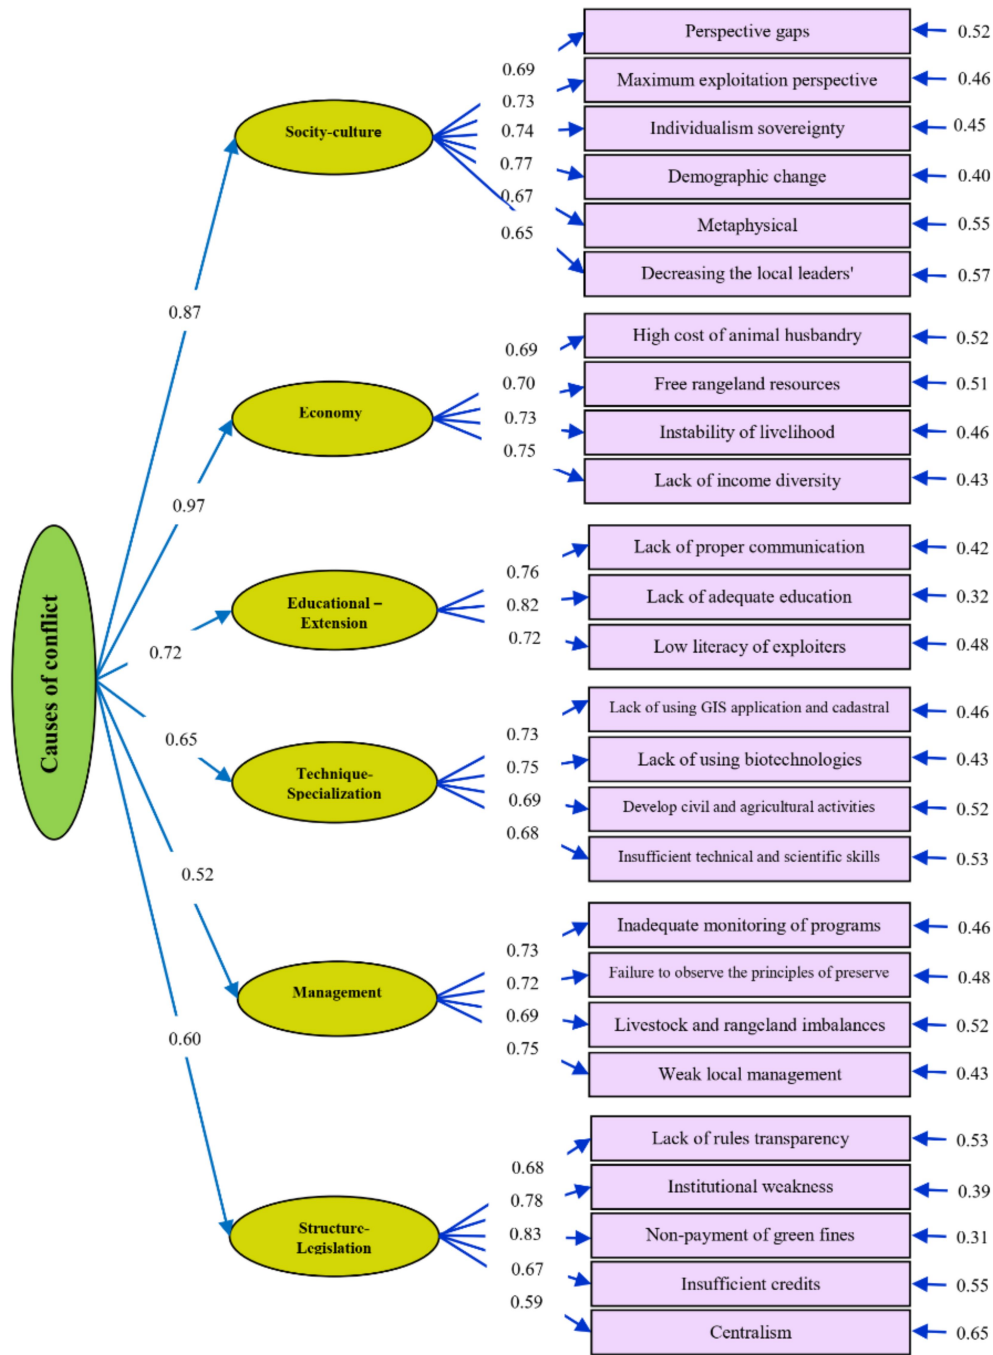 Perspective gaps
0.52
0.69
Maximum exploitation perspective
0.46
0.73
Socity-culture
0.74
Individualism sovereignty
0.45
0.77
Demographic change
0.40
0.67
Metaphysical
0.55
0.65
Decreasing the local leaders'
0.57
0.87
High cost of animal husbandry
0.52
0.69
0.70
Free rangeland resources
0.51
Economy
0.73
Instability of livelihood
0.46
0.75
Lack of income diversity
0.43
0.97
Lack of proper communication
0.42
0.76
Educational –
Extension
0.82
Lack of adequate education
0.32
0.72
Low literacy of exploiters
0.48
0.72
Causes of conflict
Lack of using GIS application and cadastral
0.46
0.65
0.73
Technique-
Specialization
0.75
Lack of using biotechnologies
0.43
0.69
Develop civil and agricultural activities
0.52
0.68
Insufficient technical and scientific skills
0.53
0.52
Inadequate monitoring of programs
0.46
0.73
Management
0.72
Failure to observe the principles of preserve
0.48
0.69
Livestock and rangeland imbalances
0.52
0.75
Weak local management
0.43
0.60
Lack of rules transparency
0.53
0.68
0.78
Institutional weakness
0.39
Structure-
Legislation
0.83
Non-payment of green fines
0.31
0.67
Insufficient credits
0.55
0.59
Centralism
0.65